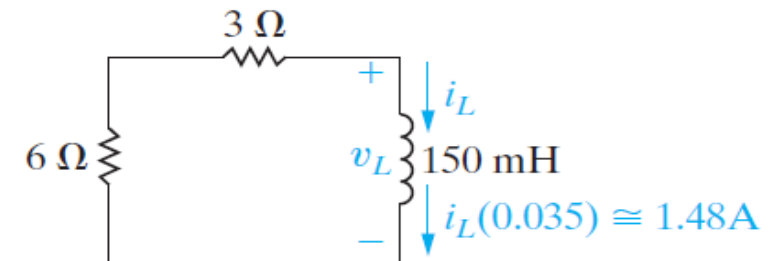 3 Ω
+
i_L
6 Ω
v_L
150 mH
i_L(0.035) ≅ 1.48A
−